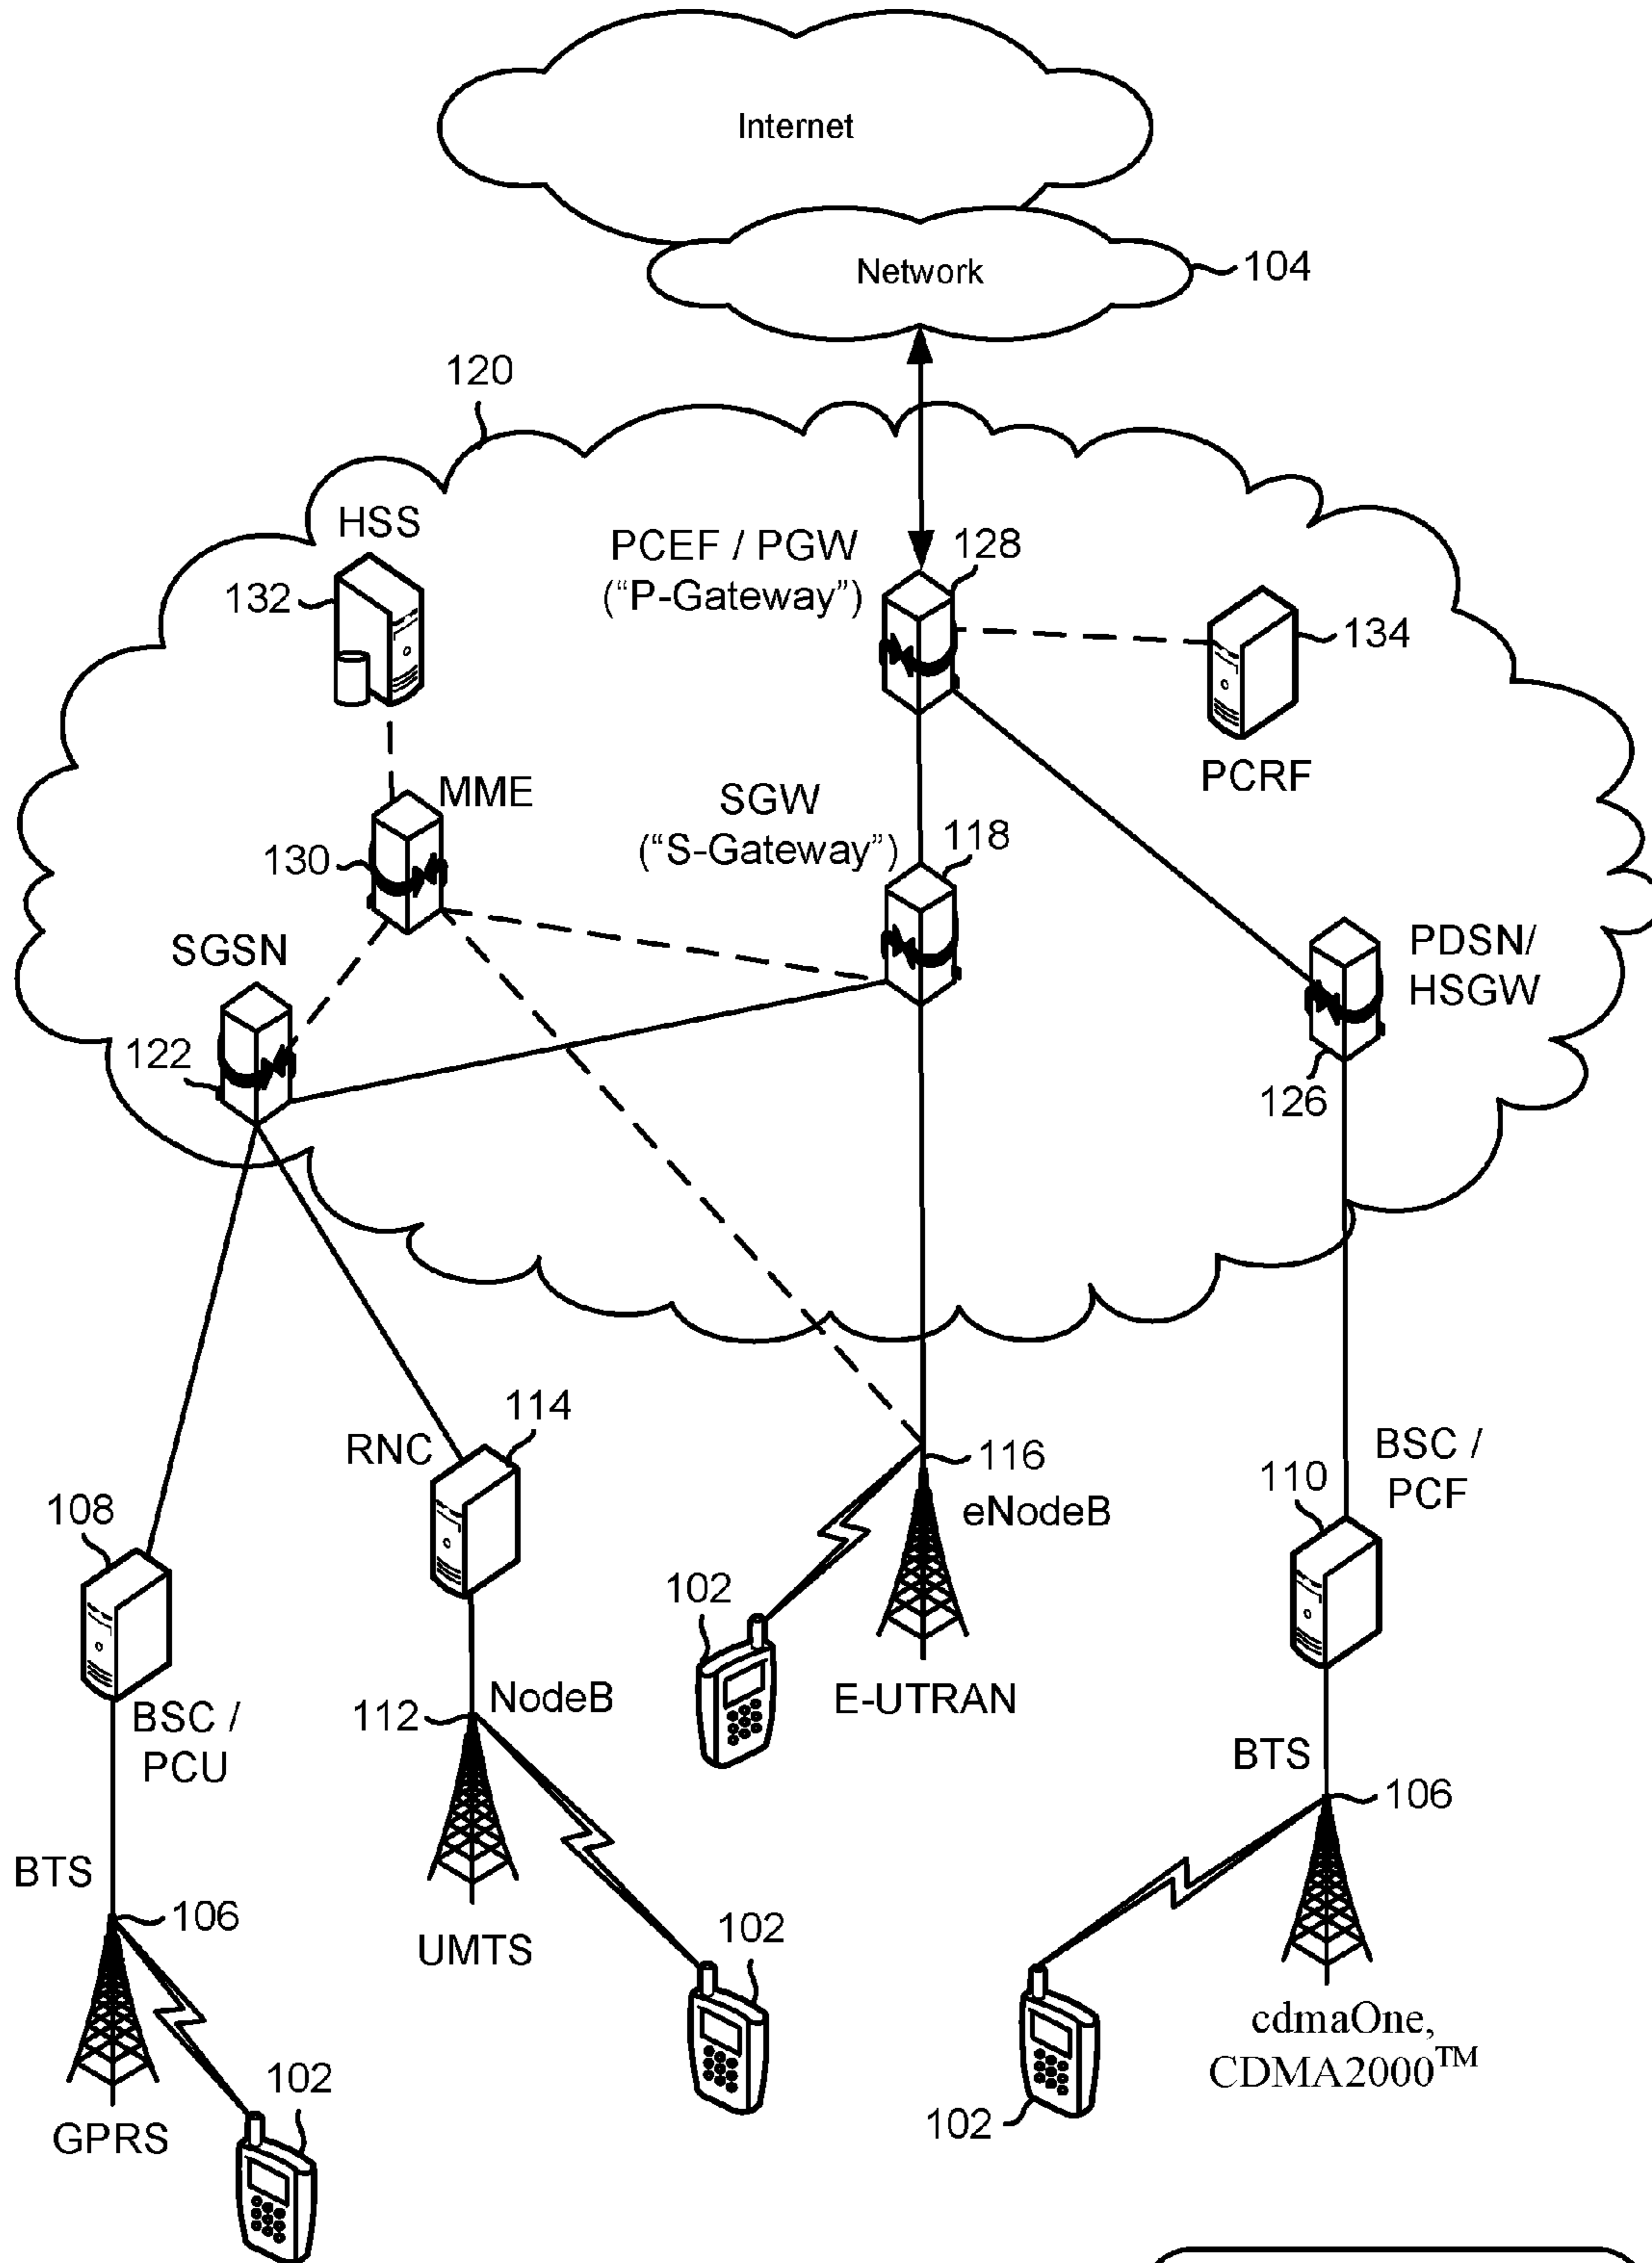 Internet
Network
104
120
HSS
132
PCEF / PGW
("P-Gateway")
128
134
PCRF
MME
130
SGW
("S-Gateway")
118
SGSN
122
PDSN/
HSGW
126
114
RNC
108
BSC /
PCU
116
eNodeB
102
E-UTRAN
110
BSC /
PCF
NodeB
112
BTS
106
BTS
106
UMTS
102
102
cdmaOne,
CDMA2000™
GPRS
102